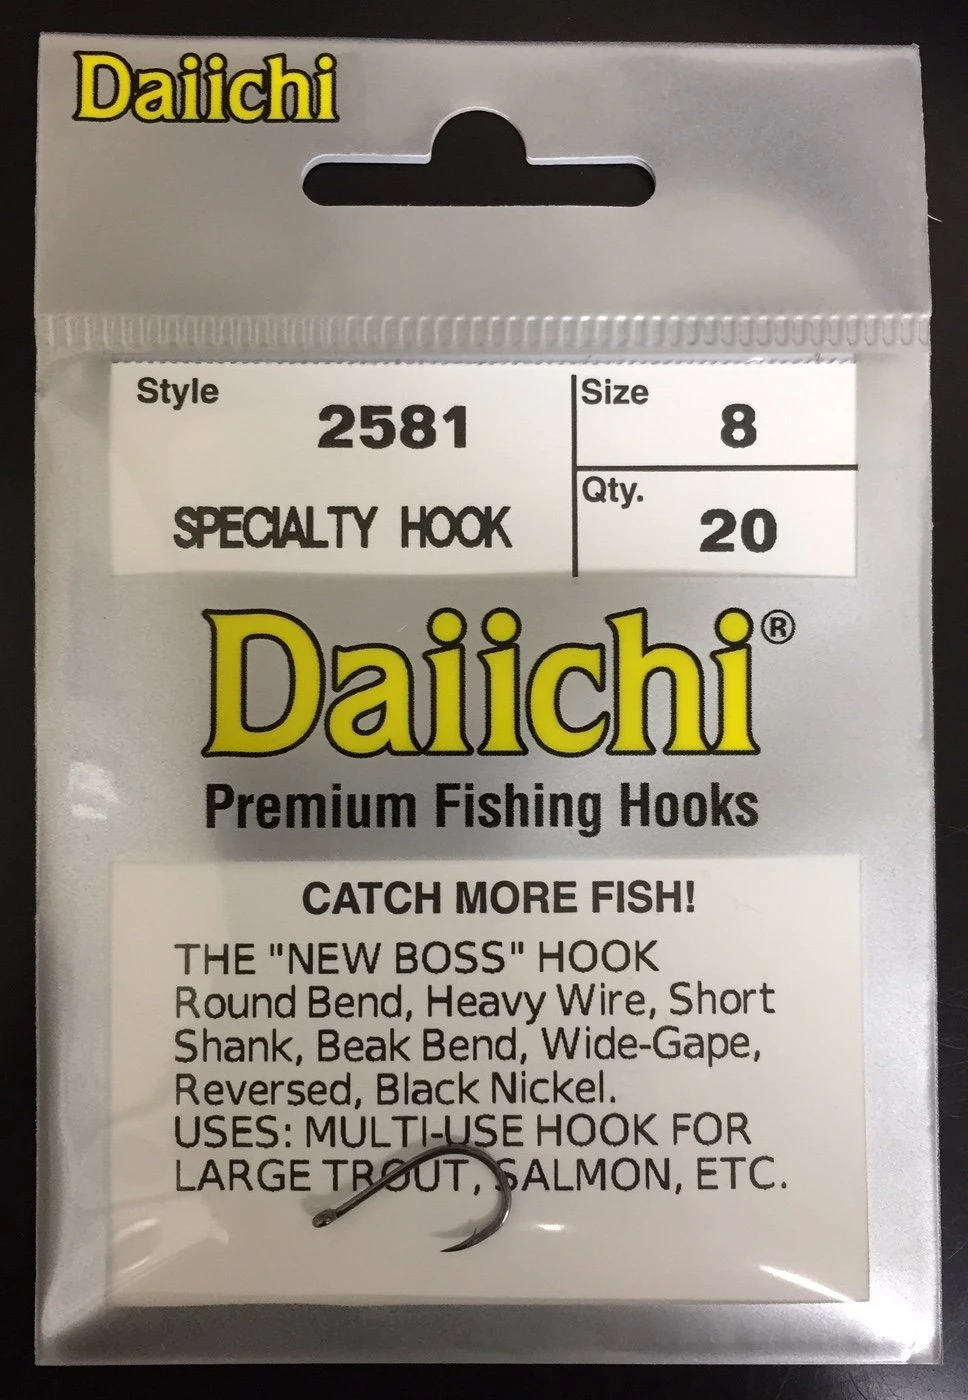 Daiichi
Style
2581
Size
8
SPECIALTY HOOK
Qty.
20
Daiichi®
Premium Fishing Hooks
CATCH MORE FISH!
THE "NEW BOSS" HOOK
Round Bend, Heavy Wire, Short
Shank, Beak Bend, Wide-Gape,
Reversed, Black Nickel.
USES: MULTI-USE HOOK FOR
LARGE TROUT, SALMON, ETC.